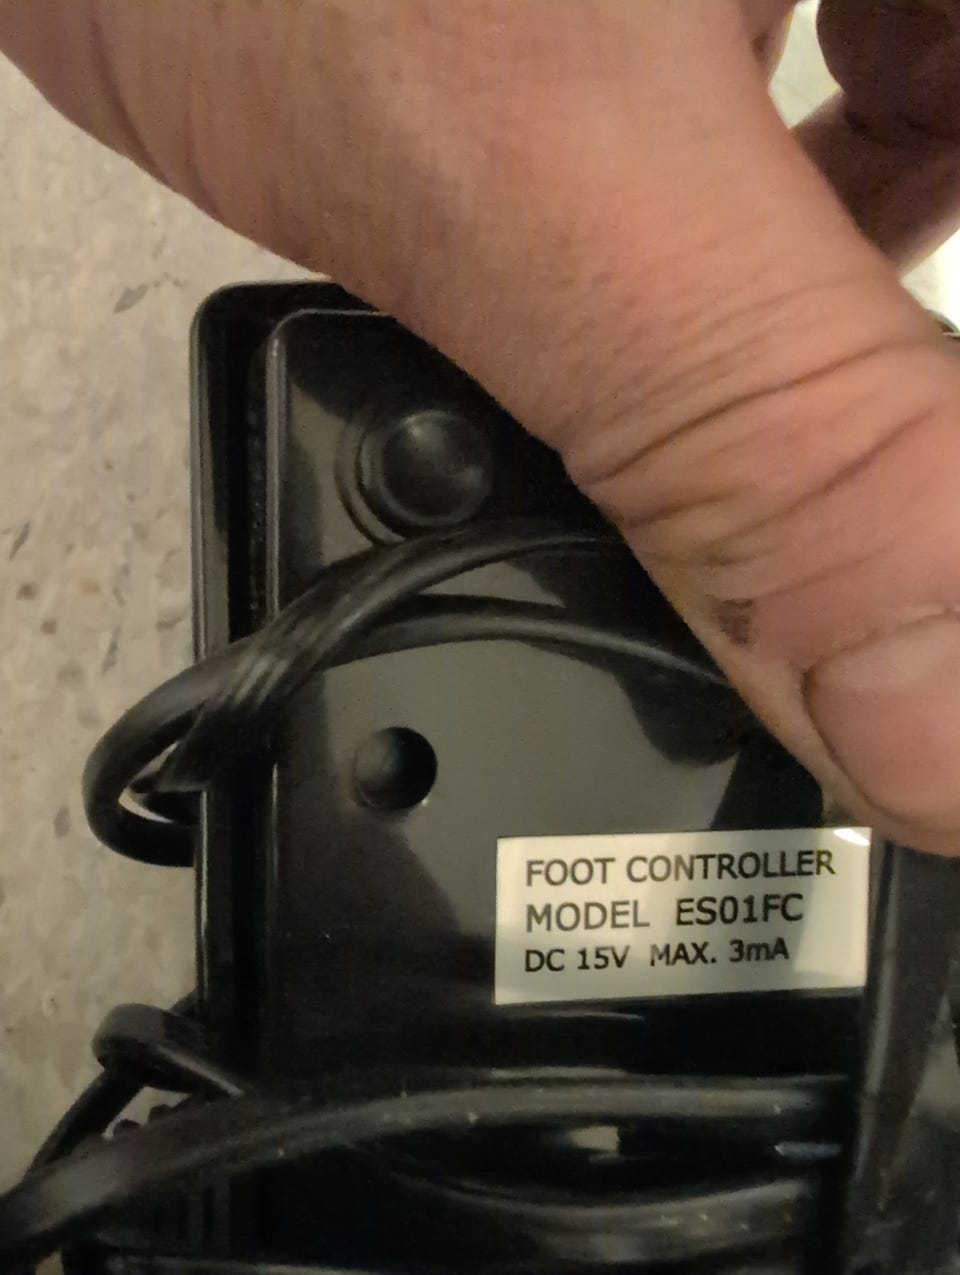 FOOT CONTROLLER
MODEL ES01FC
DC 15V MAX. 3mA